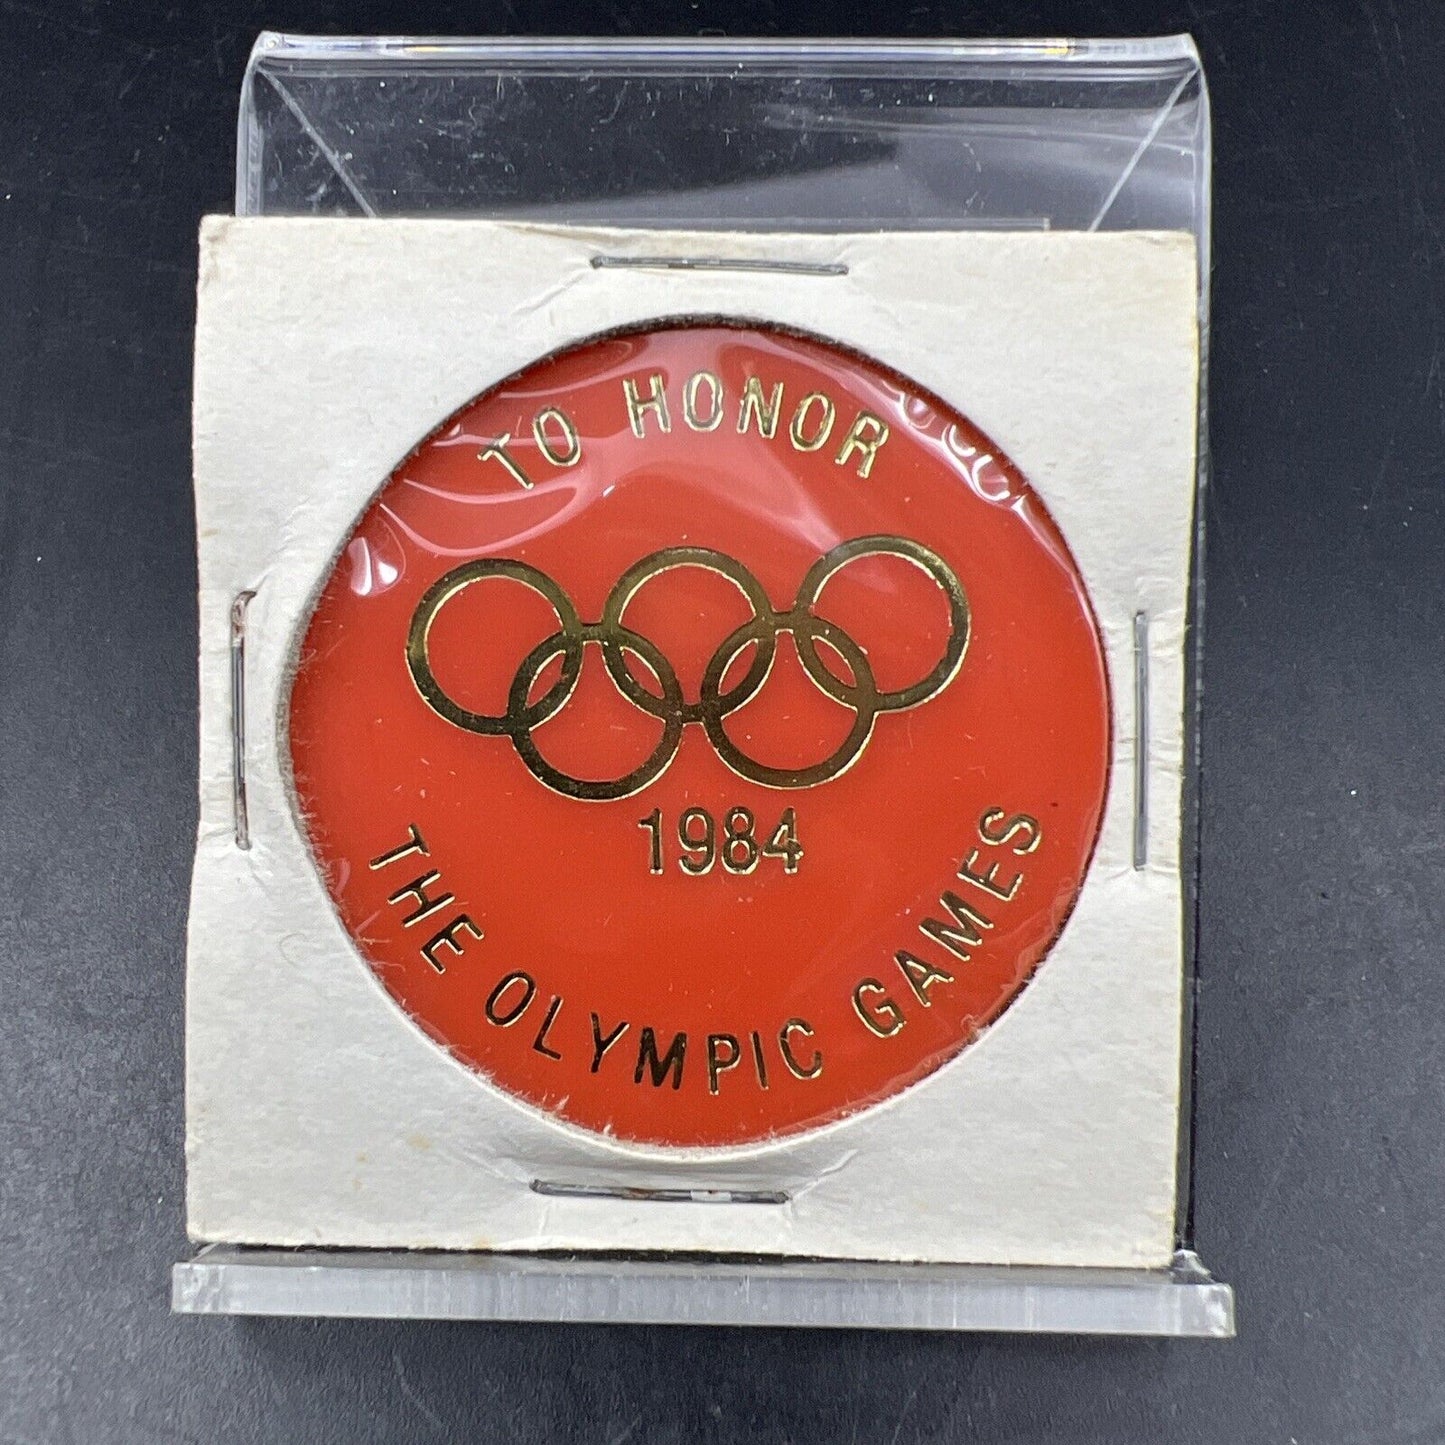 TO HONOR
1984
THE OLYMPIC GAMES